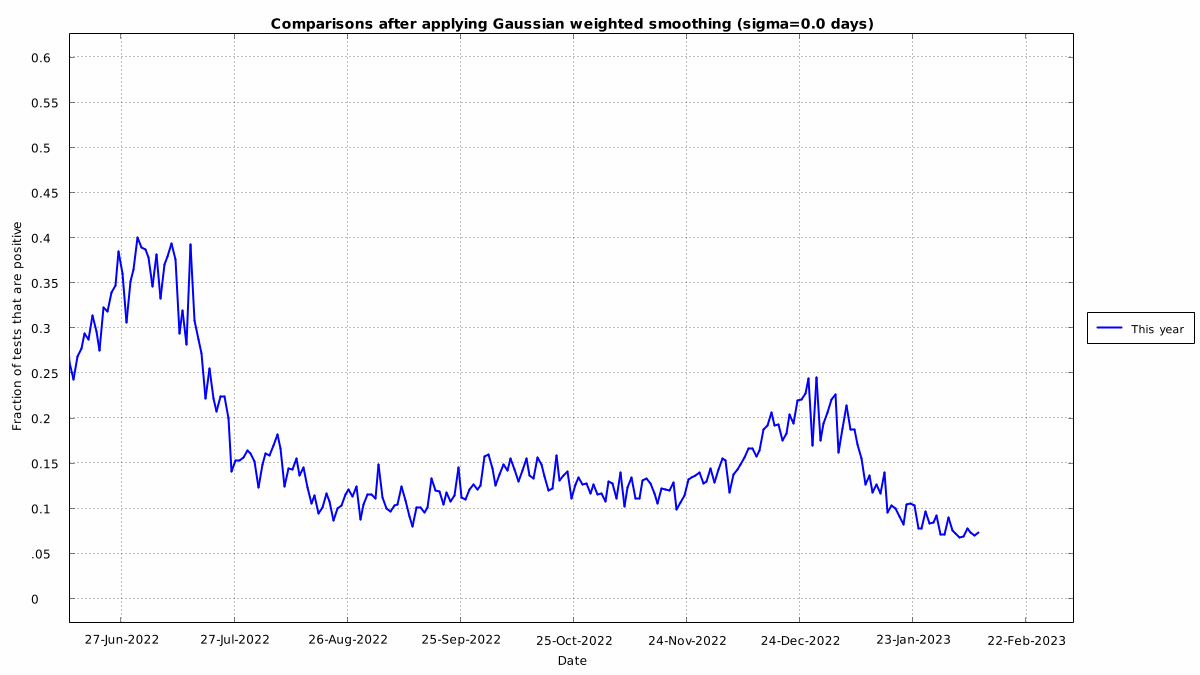 Comparisons after applying Gaussian weighted smoothing (sigma=0.0 days)
0.6
0.55
0.5
0.45
0.4
0.35
0.3
0.25
0.2
0.15
0.1
.05
0
Fraction of tests that are positive
This year
27-Jun-2022
27-Jul-2022
26-Aug-2022
25-Sep-2022
25-Oct-2022
24-Nov-2022
24-Dec-2022
23-Jan-2023
22-Feb-2023
Date